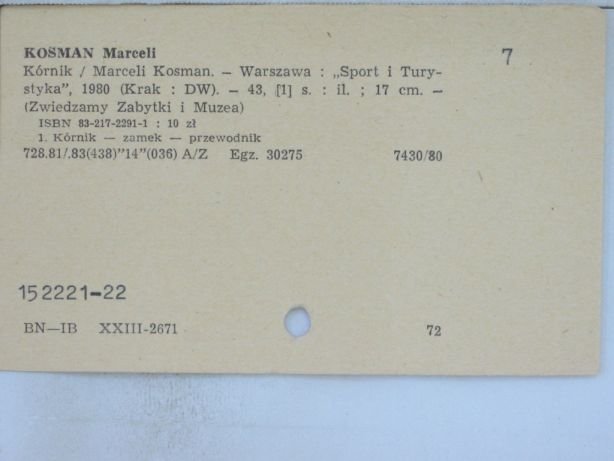 KOSMAN Marceli
7
Kórnik / Marceli Kosman. — Warszawa : „Sport i Tury-
styka”, 1980 (Krak : DW). — 43, [1] s. : il. ; 17 cm. —
(Zwiedzamy Zabytki i Muzea)
ISBN 83-217-2291-1 : 10 zł
1. Kórnik — zamek — przewodnik
728.81/.83(438)”14”(036) A/Z Egz. 30275 7430/80
152221-22
BN—IB XXIII-2671 72